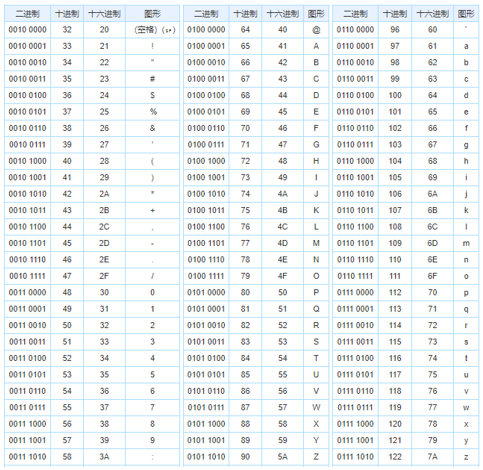 二进制 十进制 十六进制 图形 二进制 十进制 十六进制 图形 二进制 十进制 十六进制 图形
0010 0000 32 20 (空格) (␠) 0100 0000 64 40 @ 0110 0000 96 60 `
0010 0001 33 21 ! 0100 0001 65 41 A 0110 0001 97 61 a
0010 0010 34 22 " 0100 0010 66 42 B 0110 0010 98 62 b
0010 0011 35 23 # 0100 0011 67 43 C 0110 0011 99 63 c
0010 0100 36 24 $ 0100 0100 68 44 D 0110 0100 100 64 d
0010 0101 37 25 % 0100 0101 69 45 E 0110 0101 101 65 e
0010 0110 38 26 & 0100 0110 70 46 F 0110 0110 102 66 f
0010 0111 39 27 ' 0100 0111 71 47 G 0110 0111 103 67 g
0010 1000 40 28 ( 0100 1000 72 48 H 0110 1000 104 68 h
0010 1001 41 29 ) 0100 1001 73 49 I 0110 1001 105 69 i
0010 1010 42 2A * 0100 1010 74 4A J 0110 1010 106 6A j
0010 1011 43 2B + 0100 1011 75 4B K 0110 1011 107 6B k
0010 1100 44 2C , 0100 1100 76 4C L 0110 1100 108 6C l
0010 1101 45 2D - 0100 1101 77 4D M 0110 1101 109 6D m
0010 1110 46 2E . 0100 1110 78 4E N 0110 1110 110 6E n
0010 1111 47 2F / 0100 1111 79 4F O 0110 1111 111 6F o
0011 0000 48 30 0 0101 0000 80 50 P 0111 0000 112 70 p
0011 0001 49 31 1 0101 0001 81 51 Q 0111 0001 113 71 q
0011 0010 50 32 2 0101 0010 82 52 R 0111 0010 114 72 r
0011 0011 51 33 3 0101 0011 83 53 S 0111 0011 115 73 s
0011 0100 52 34 4 0101 0100 84 54 T 0111 0100 116 74 t
0011 0101 53 35 5 0101 0101 85 55 U 0111 0101 117 75 u
0011 0110 54 36 6 0101 0110 86 56 V 0111 0110 118 76 v
0011 0111 55 37 7 0101 0111 87 57 W 0111 0111 119 77 w
0011 1000 56 38 8 0101 1000 88 58 X 0111 1000 120 78 x
0011 1001 57 39 9 0101 1001 89 59 Y 0111 1001 121 79 y
0011 1010 58 3A : 0101 1010 90 5A Z 0111 1010 122 7A z